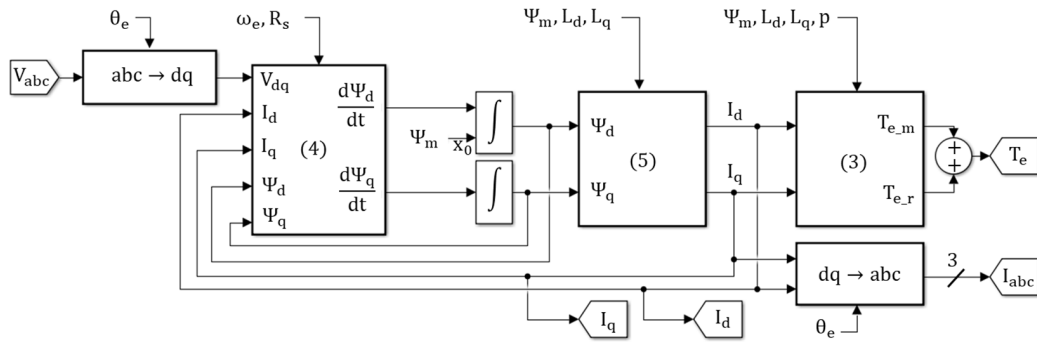 θe
ωe, Rs
Ψm, Ld, Lq
Ψm, Ld, Lq, p
Vabc
abc → dq
Vdq
Id
Iq
Ψd
Ψq
(4)
dΨd
dt
dΨq
dt
Ψm
x0
∫
∫
Ψd
Ψq
(5)
Id
Iq
(3)
Te_m
Te_r
+
+
Te
dq → abc
3
Iabc
θe
Iq
Id